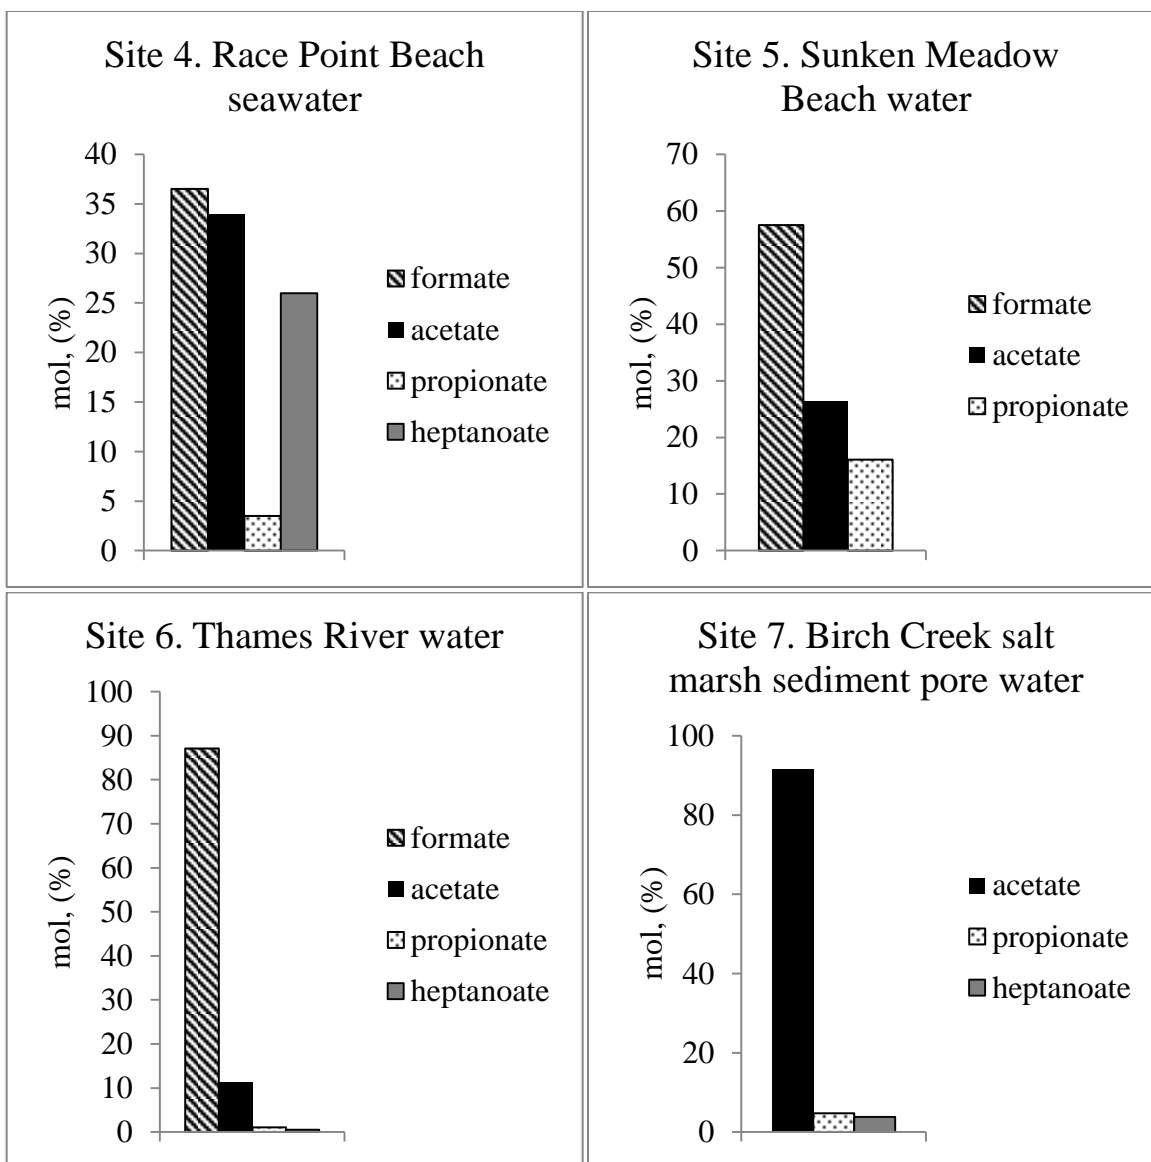 Site 4. Race Point Beach
seawater
40
35
30
25
20
15
10
5
0
mol, (%)
formate
acetate
propionate
heptanoate
Site 5. Sunken Meadow
Beach water
70
60
50
40
30
20
10
0
mol, (%)
formate
acetate
propionate
Site 6. Thames River water
100
90
80
70
60
50
40
30
20
10
0
mol, (%)
formate
acetate
propionate
heptanoate
Site 7. Birch Creek salt
marsh sediment pore water
100
80
60
40
20
0
mol, (%)
acetate
propionate
heptanoate